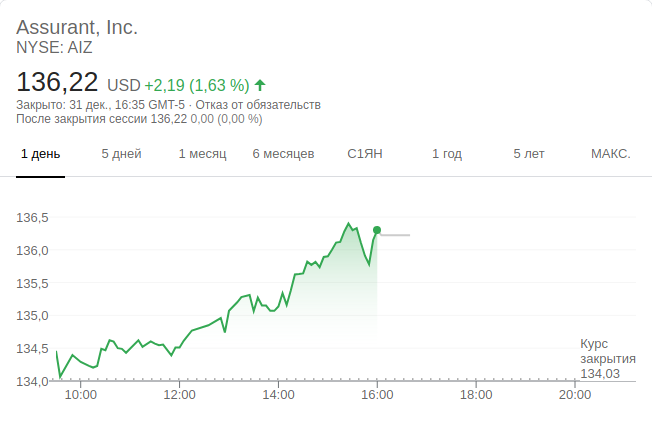 Assurant, Inc.
NYSE: AIZ
136,22 USD +2,19 (1,63 %)
Закрыто: 31 дек., 16:35 GMT-5 · Отказ от обязательств
После закрытия сессии 136,22 0,00 (0,00 %)
1 день 5 дней 1 месяц 6 месяцев С1ЯН 1 год 5 лет МАКС.
136,5
136,0
135,5
135,0
134,5
134,0
Курс
закрытия
134,03
10:00 12:00 14:00 16:00 18:00 20:00